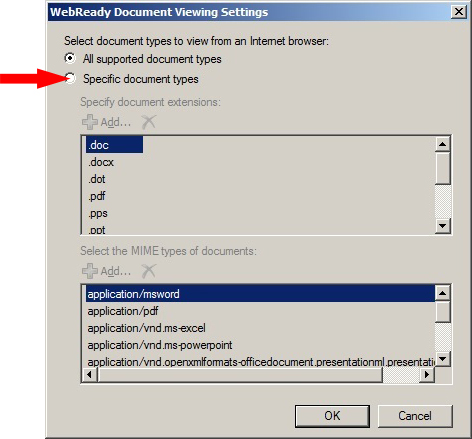 WebReady Document Viewing Settings
Select document types to view from an Internet browser:
All supported document types
Specific document types
Specify document extensions:
Add...
.doc
.docx
.dot
.pdf
.pps
.ppt
Select the MIME types of documents:
Add...
application/msword
application/pdf
application/vnd.ms-excel
application/vnd.ms-powerpoint
application/vnd.openxmlformats-officedocument.presentationml.presentati
OK
Cancel